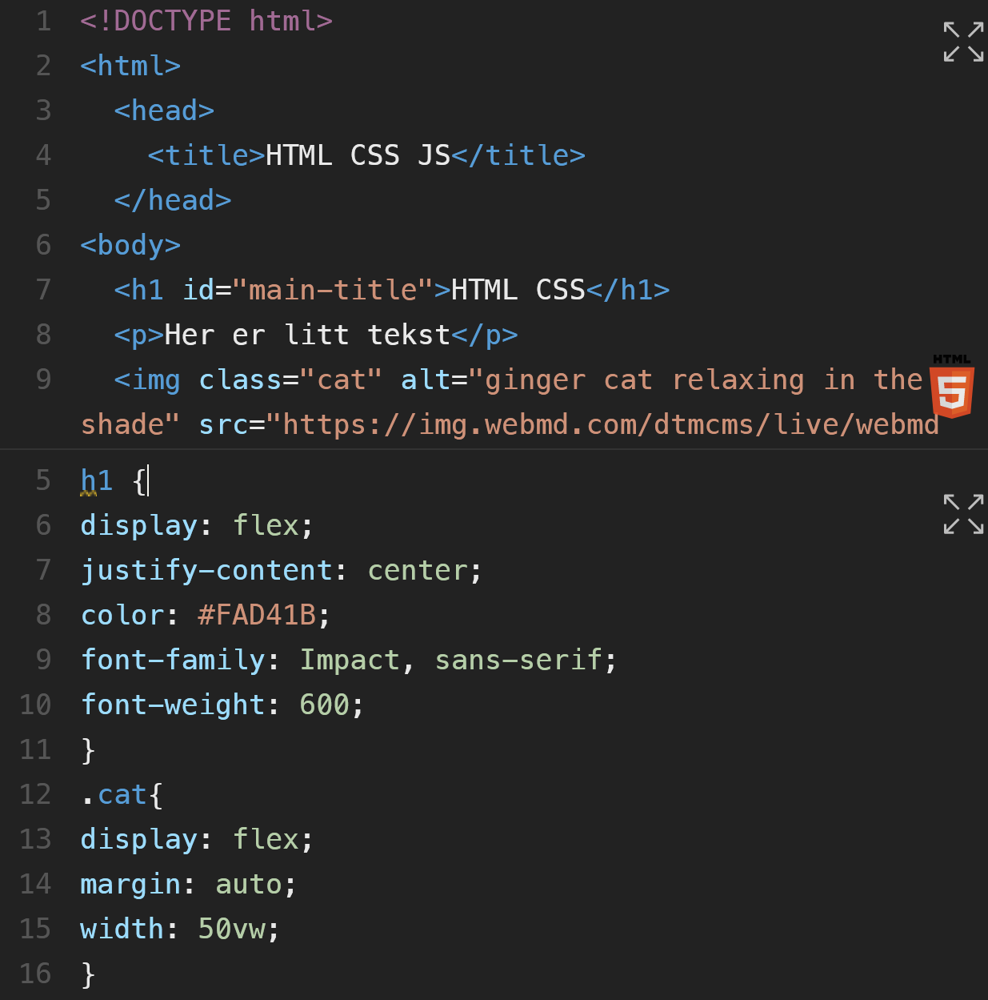 1 <!DOCTYPE html>
2 <html>
3 <head>
4 <title>HTML CSS JS</title>
5 </head>
6 <body>
7 <h1 id="main-title">HTML CSS</h1>
8 <p>Her er litt tekst</p>
9 <img class="cat" alt="ginger cat relaxing in the
HTML
5
shade" src="https://img.webmd.com/dtmcms/live/webmd
5 h1 {
6 display: flex;
7 justify-content: center;
8 color: #FAD41B;
9 font-family: Impact, sans-serif;
10 font-weight: 600;
11 }
12 .cat{
13 display: flex;
14 margin: auto;
15 width: 50vw;
16 }